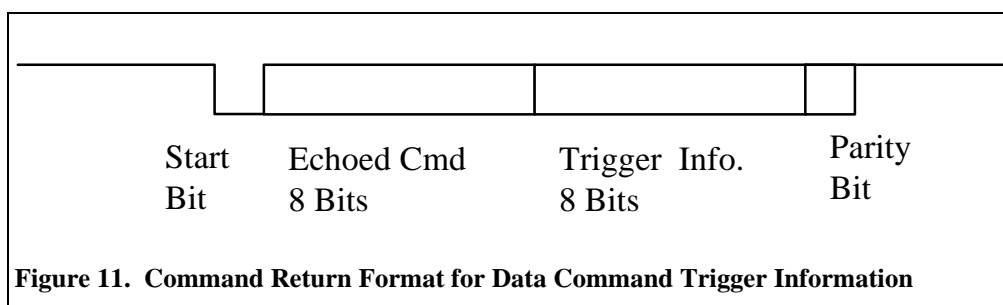 Start
Bit
Echoed Cmd
8 Bits
Trigger Info.
8 Bits
Parity
Bit
Figure 11. Command Return Format for Data Command Trigger Information